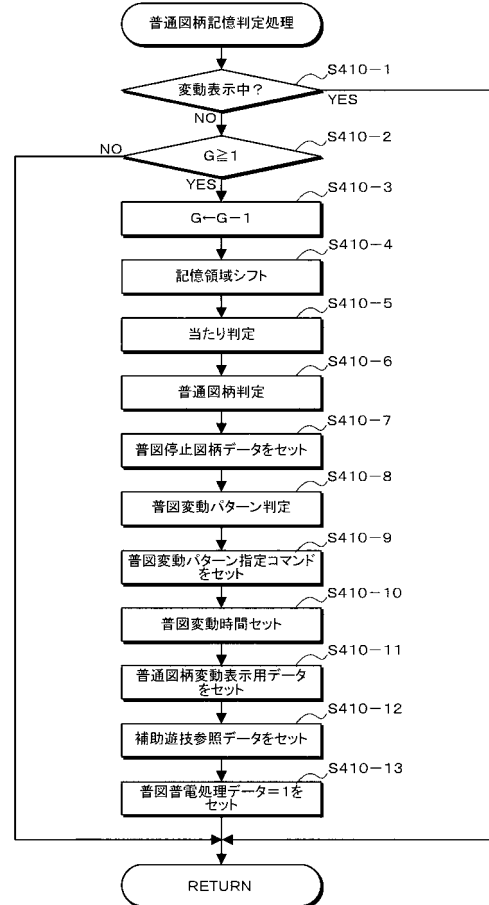 普通図柄記憶判定処理
S410-1
変動表示中?
YES
NO
S410-2
NO
G≧1
YES
S410-3
G←G-1
S410-4
記憶領域シフト
S410-5
当たり判定
S410-6
普通図柄判定
S410-7
普図停止図柄データをセット
S410-8
普図変動パターン判定
S410-9
普図変動パターン指定コマンド
をセット
S410-10
普図変動時間セット
S410-11
普通図柄変動表示用データ
をセット
S410-12
補助遊技参照データをセット
S410-13
普図普電処理データ=1を
セット
RETURN